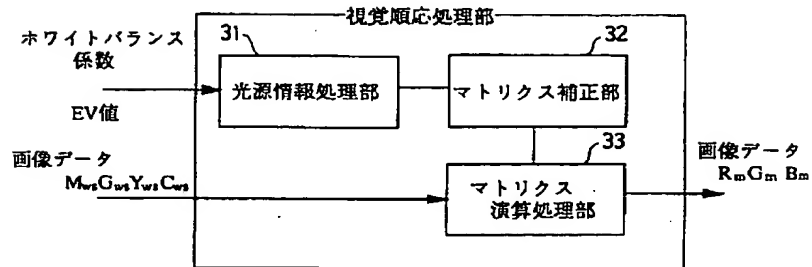 視覚順応処理部
ホワイトバランス
係数
EV値
31
光源情報処理部
32
マトリクス補正部
33
マトリクス
演算処理部
画像データ
MwsGwsYwsCws
画像データ
RmGm Bm